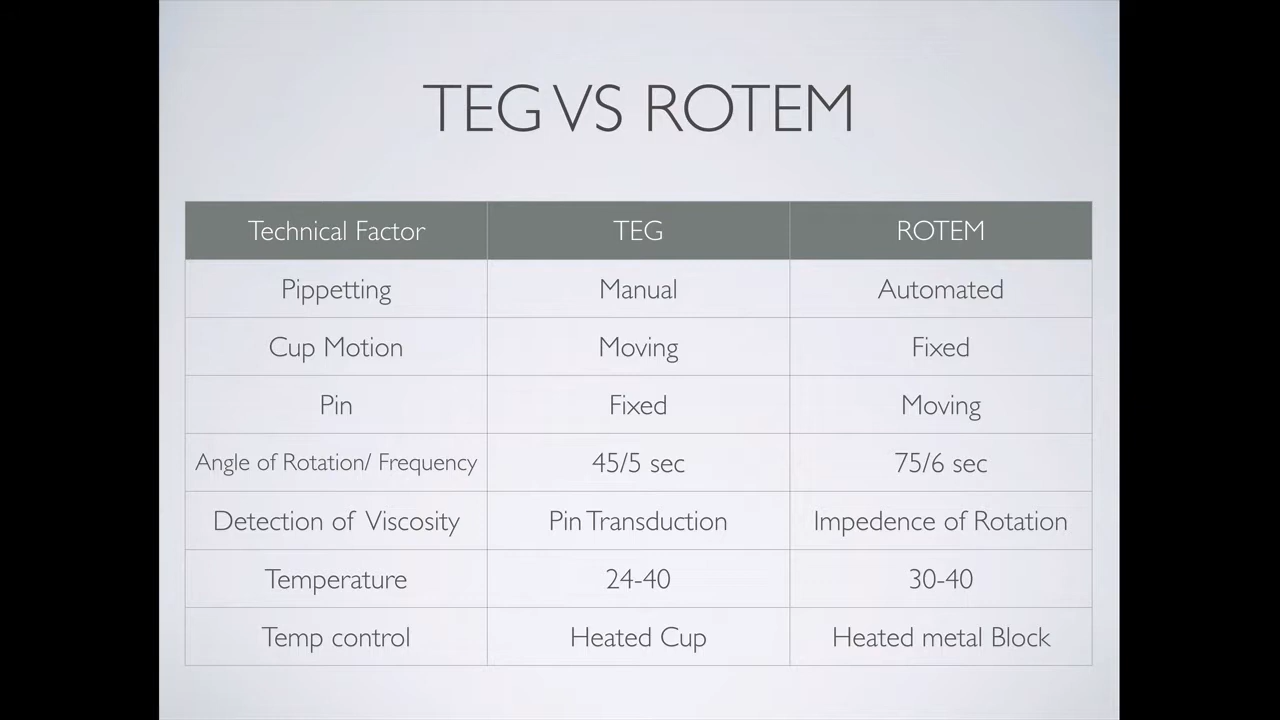 TEG VS ROTEM
Technical Factor TEG ROTEM
Pippetting Manual Automated
Cup Motion Moving Fixed
Pin Fixed Moving
Angle of Rotation/ Frequency 45/5 sec 75/6 sec
Detection of Viscosity Pin Transduction Impedence of Rotation
Temperature 24-40 30-40
Temp control Heated Cup Heated metal Block